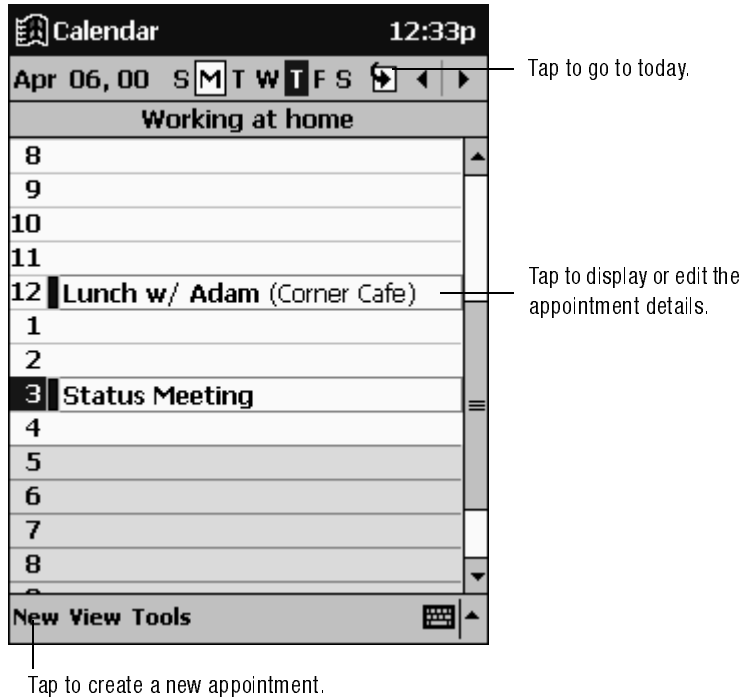 Calendar 12:33p
Apr 06, 00 S M T W T F S
Tap to go to today.
Working at home
8
9
10
11
12 Lunch w/ Adam (Corner Cafe)
Tap to display or edit the
appointment details.
1
2
3 Status Meeting
4
5
6
7
8
New View Tools
Tap to create a new appointment.